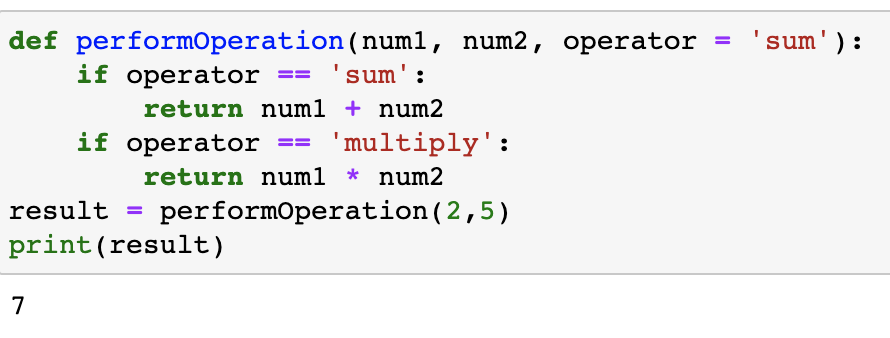 def performOperation(num1, num2, operator = 'sum'):
    if operator == 'sum':
        return num1 + num2
    if operator == 'multiply':
        return num1 * num2
result = performOperation(2,5)
print(result)
7